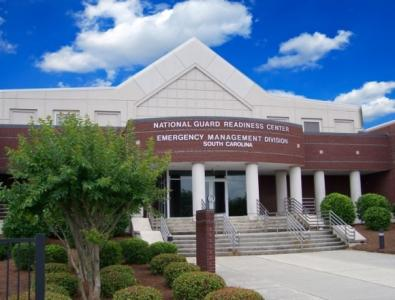 NATIONAL GUARD READINESS CENTER
EMERGENCY MANAGEMENT DIVISION
SOUTH CAROLINA